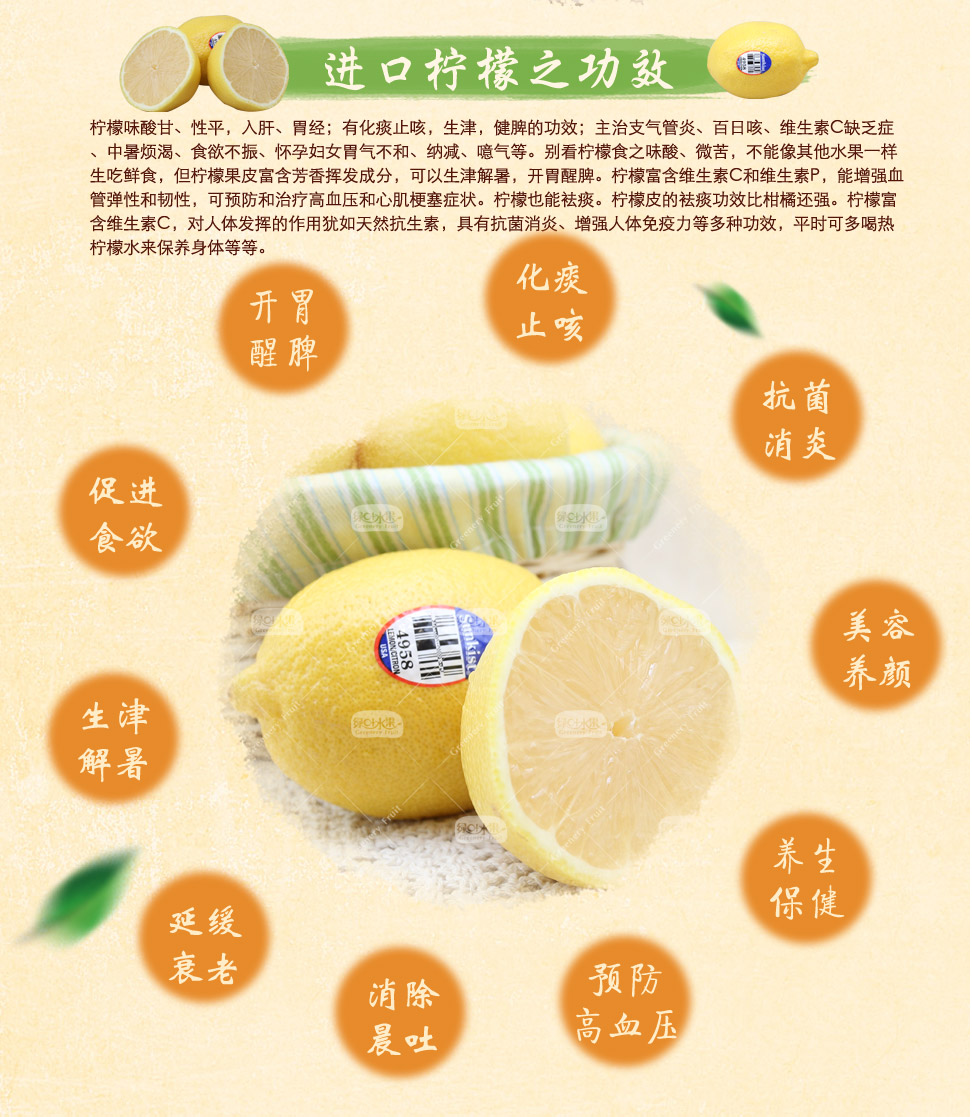 进口柠檬之功效
柠檬味酸甘、性平，入肝、胃经；有化痰止咳，生津，健脾的功效；主治支气管炎、百日咳、维生素C缺乏症
、中暑烦渴、食欲不振、怀孕妇女胃气不和、纳减、噫气等。别看柠檬食之味酸、微苦，不能像其他水果一样
生吃鲜食，但柠檬果皮富含芳香挥发成分，可以生津解暑，开胃醒脾。柠檬富含维生素C和维生素P，能增强血
管弹性和韧性，可预防和治疗高血压和心肌梗塞症状。柠檬也能祛痰。柠檬皮的祛痰功效比柑橘还强。柠檬富
含维生素C，对人体发挥的作用犹如天然抗生素，具有抗菌消炎、增强人体免疫力等多种功效，平时可多喝热
柠檬水来保养身体等等。
化痰
止咳
开胃
醒脾
抗菌
消炎
促进
食欲
美容
养颜
生津
解暑
养生
保健
延缓
衰老
消除
晨吐
预防
高血压
Sunkist
4958
LEMON/CITRON
USA
绿叶水果
Greenery Fruit